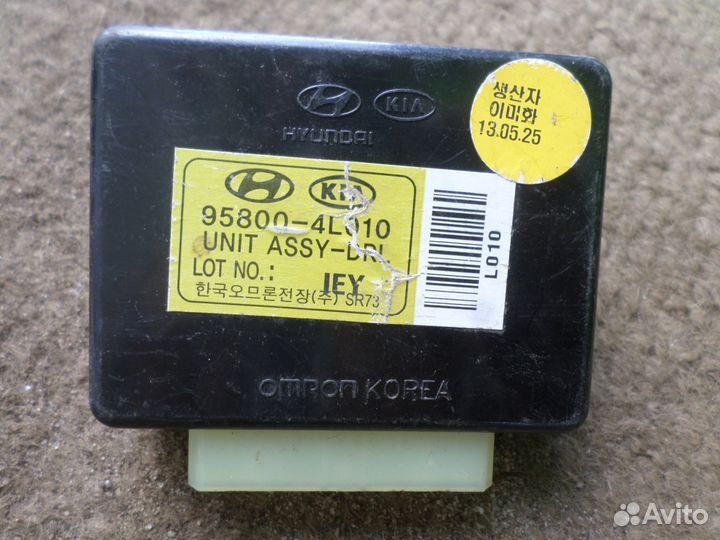 KIA
HYUNDAI
생산자
이미화
13.05.25
KIA
95800-4L010
UNIT ASSY-DRL
LOT NO.: IEY
한국오므론전장(주) SR73
L010
OMRON KOREA
Avito